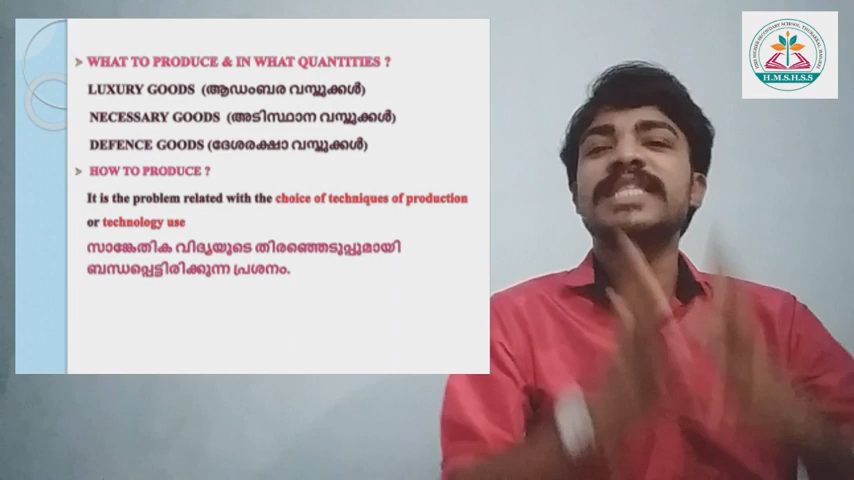 WHAT TO PRODUCE & IN WHAT QUANTITIES ?
LUXURY GOODS (ആഡംബര വസ്തുക്കൾ)
NECESSARY GOODS (അടിസ്ഥാന വസ്തുക്കൾ)
DEFENCE GOODS (ദേശരക്ഷാ വസ്തുക്കൾ)
HOW TO PRODUCE ?
It is the problem related with the choice of techniques of production
or technology use
സാങ്കേതിക വിദ്യയുടെ തിരഞ്ഞെടുപ്പുമായി
ബന്ധപ്പെട്ടിരിക്കുന്ന പ്രശനം.
H.M.S.H.S.S